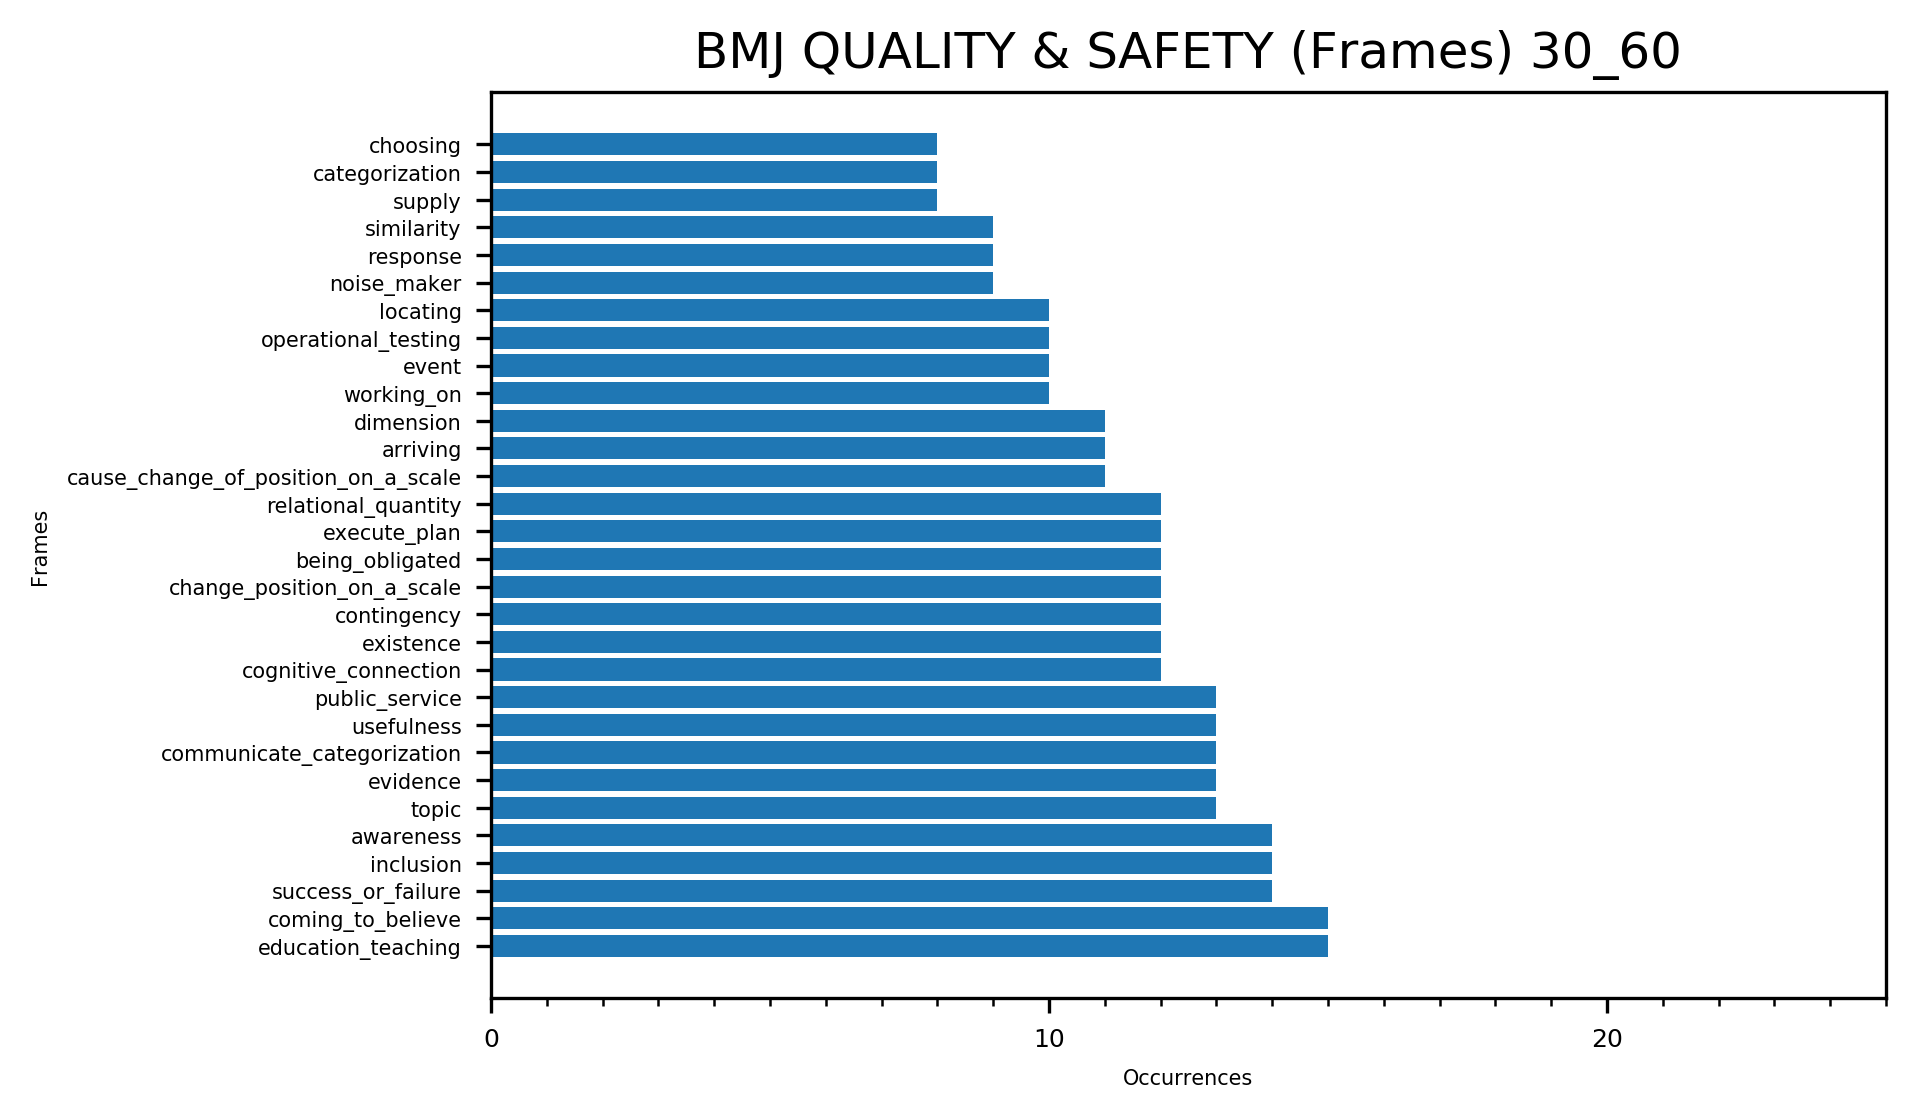 BMJ QUALITY & SAFETY (Frames) 30_60
choosing
categorization
supply
similarity
response
noise_maker
locating
operational_testing
event
working_on
dimension
arriving
cause_change_of_position_on_a_scale
relational_quantity
execute_plan
being_obligated
change_position_on_a_scale
contingency
existence
cognitive_connection
public_service
usefulness
communicate_categorization
evidence
topic
awareness
inclusion
success_or_failure
coming_to_believe
education_teaching
Frames
0 10 20
Occurrences